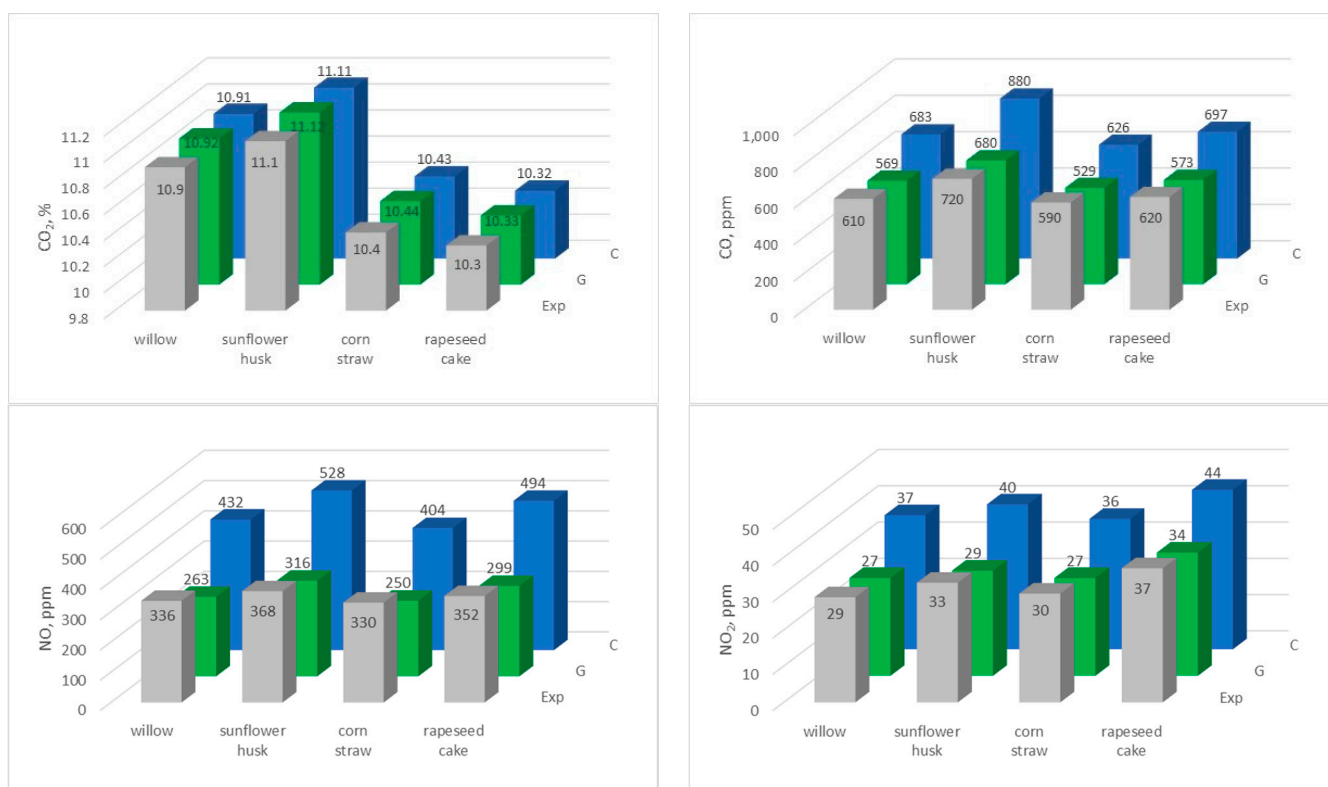 CO₂, %
11.2
11
10.8
10.6
10.4
10.2
10
9.8
10.91
11.11
10.43
10.32
10.92
11.12
10.44
10.33
10.9
11.1
10.4
10.3
C
G
Exp
willow
sunflower
husk
corn
straw
rapeseed
cake
CO, ppm
1,000
800
600
400
200
0
683
880
626
697
569
680
529
573
610
720
590
620
C
G
Exp
willow
sunflower
husk
corn
straw
rapeseed
cake
NO, ppm
600
500
400
300
200
100
0
432
528
404
494
263
316
250
299
336
368
330
352
C
G
Exp
willow
sunflower
husk
corn
straw
rapeseed
cake
NO₂, ppm
50
40
30
20
10
0
37
40
36
44
27
29
27
34
29
33
30
37
C
G
Exp
willow
sunflower
husk
corn
straw
rapeseed
cake